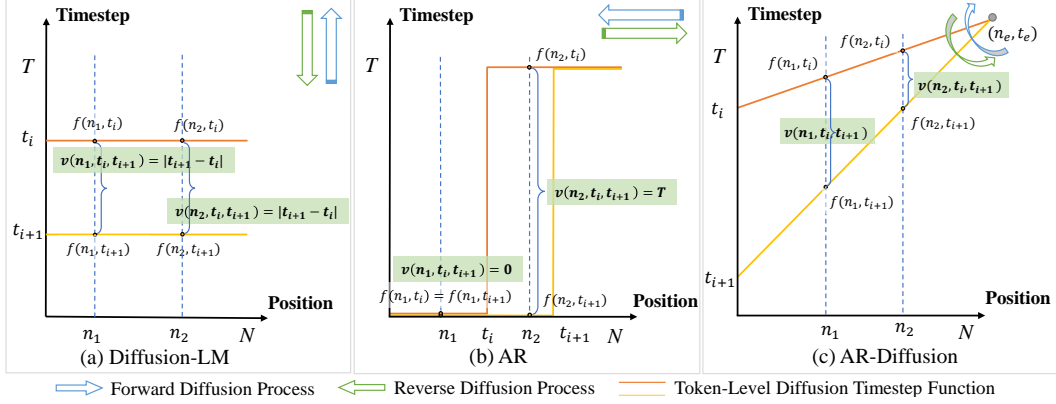 Timestep
T
f(n₁, tᵢ)
f(n₂, tᵢ)
tᵢ
v(n₁, tᵢ, tᵢ₊₁) = |tᵢ₊₁ − tᵢ|
v(n₂, tᵢ, tᵢ₊₁) = |tᵢ₊₁ − tᵢ|
tᵢ₊₁
f(n₁, tᵢ₊₁)
f(n₂, tᵢ₊₁)
Position
n₁
n₂
N
(a) Diffusion-LM
Timestep
T
f(n₂, tᵢ)
v(n₂, tᵢ, tᵢ₊₁) = T
v(n₁, tᵢ, tᵢ₊₁) = 0
f(n₁, tᵢ) = f(n₁, tᵢ₊₁)
f(n₂, tᵢ₊₁)
Position
n₁
tᵢ
n₂
tᵢ₊₁
N
(b) AR
Timestep
(nₑ, tₑ)
T
f(n₂, tᵢ)
f(n₁, tᵢ)
v(n₂, tᵢ, tᵢ₊₁)
tᵢ
f(n₂, tᵢ₊₁)
v(n₁, tᵢ, tᵢ₊₁)
f(n₁, tᵢ₊₁)
tᵢ₊₁
Position
n₁
n₂
N
(c) AR-Diffusion
Forward Diffusion Process
Reverse Diffusion Process
Token-Level Diffusion Timestep Function